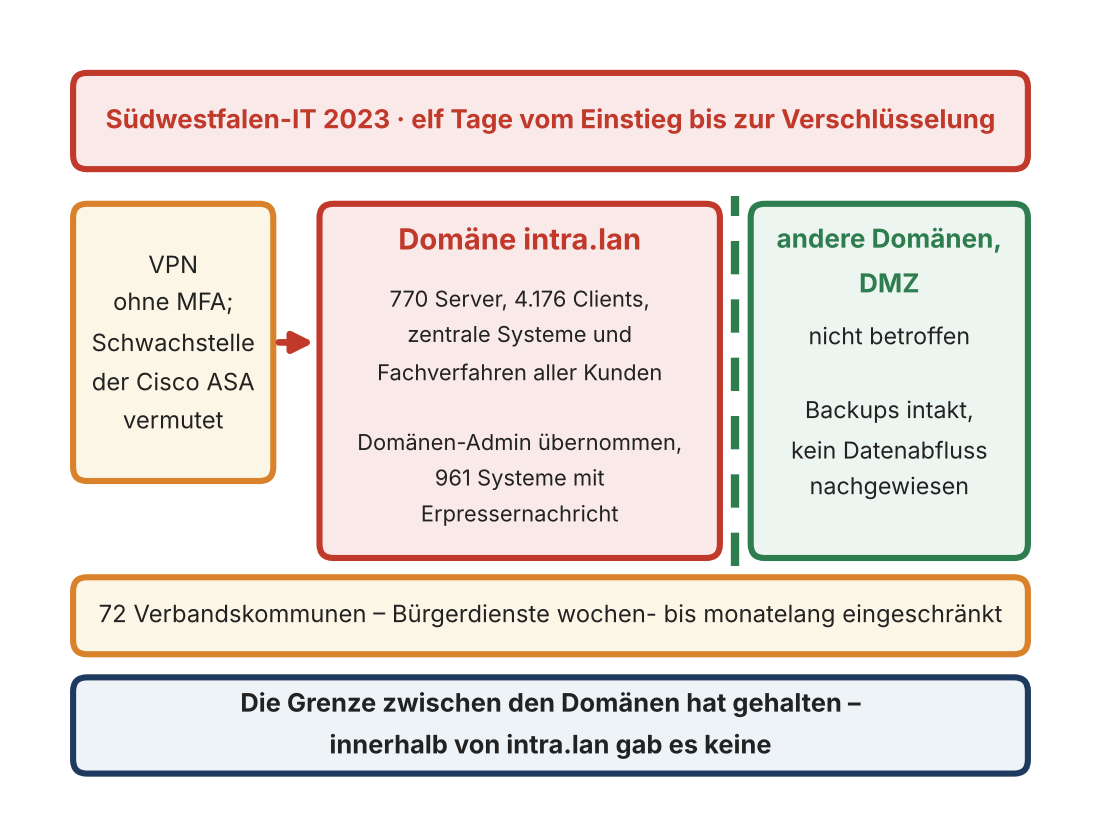 Südwestfalen-IT 2023 · elf Tage vom Einstieg bis zur Verschlüsselung
VPN
ohne MFA;
Schwachstelle
der Cisco ASA
vermutet
Domäne intra.lan
770 Server, 4.176 Clients,
zentrale Systeme und
Fachverfahren aller Kunden
Domänen-Admin übernommen,
961 Systeme mit
Erpressernachricht
andere Domänen,
DMZ
nicht betroffen
Backups intakt,
kein Datenabfluss
nachgewiesen
72 Verbandskommunen – Bürgerdienste wochen- bis monatelang eingeschränkt
Die Grenze zwischen den Domänen hat gehalten –
innerhalb von intra.lan gab es keine